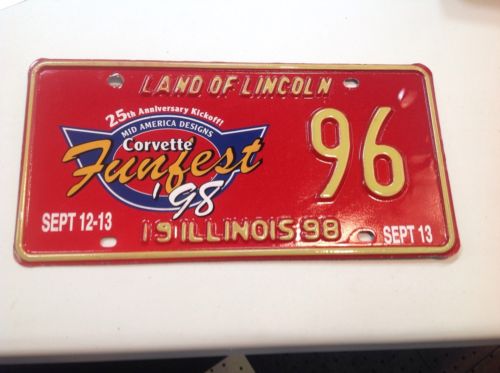 LAND OF LINCOLN
25th Anniversary Kickoff!
MID AMERICA DESIGNS
Corvette
Funfest
'98
96
SEPT 12-13
19 ILLINOIS 98
SEPT 13